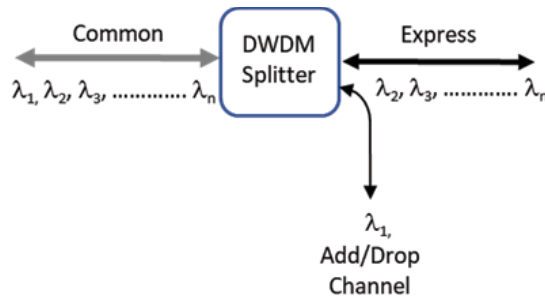 Common
DWDM
Splitter
Express
λ₁, λ₂, λ₃, ............. λₙ
λ₂, λ₃, ............. λₙ
λ₁,
Add/Drop
Channel